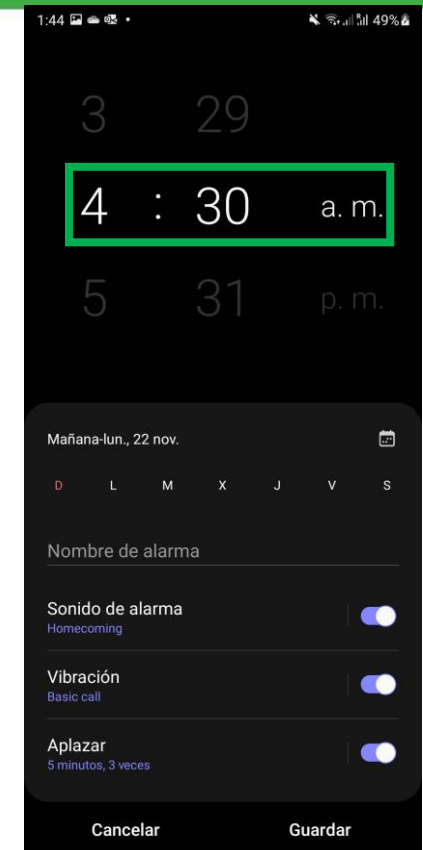 1:44 49%
3 29
4 : 30 a. m.
5 31 p. m.
Mañana-lun., 22 nov.
D L M X J V S
Nombre de alarma
Sonido de alarma
Homecoming
Vibración
Basic call
Aplazar
5 minutos, 3 veces
Cancelar Guardar